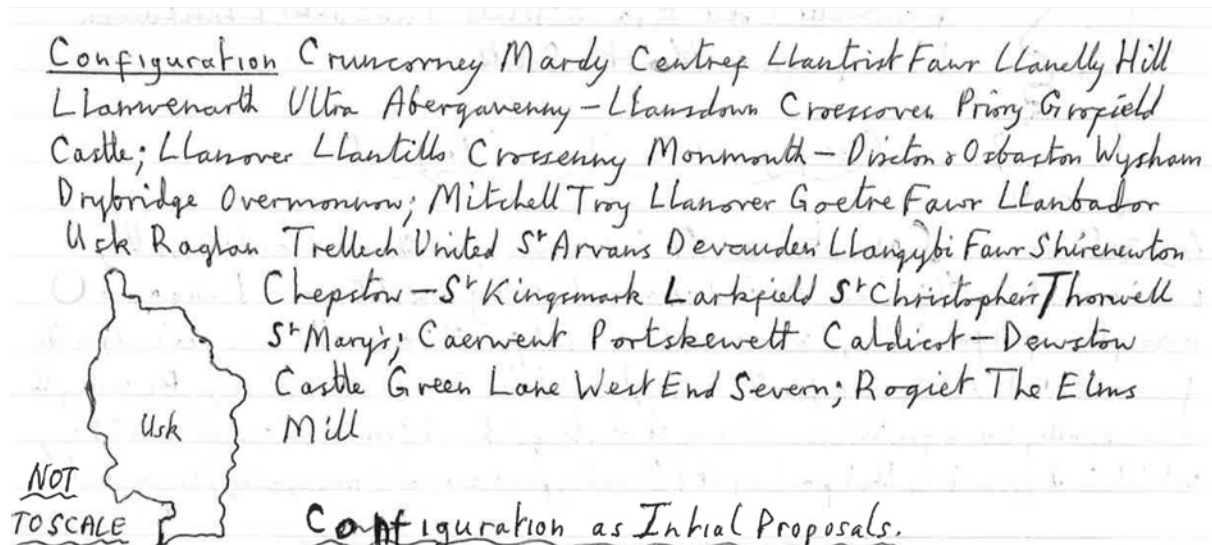 Configuration Cruncorney Mardy Centref Llantrist Fawr Llanelly Hill
Llanwenarth Ultra Abergavenny – Llansdown Croescover Priory Grofield
Castle; Llanover Llantillo Crossenny Monmouth – Dixton & Osbaston Wysham
Drybridge Overmonnow; Mitchell Troy Llanover Goetre Fawr Llanbador
Usk Raglan Trellech United St Arvans Devauden Llangybi Fawr Shirenewton
Chepstow – St Kingsmark Larkfield St Christophers Thornwell
St Mary's; Caerwent Portskewett Caldicot – Dewstow
Castle Green Lane West End Severn; Rogiet The Elms
Mill
Usk
NOT
TO SCALE
Configuration as Initial Proposals.